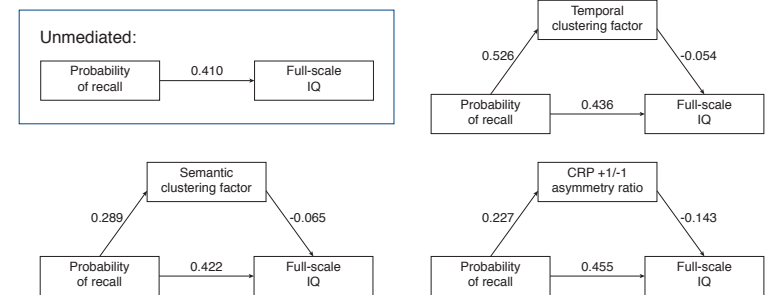 Unmediated:
Probability
of recall
0.410
Full-scale
IQ
Temporal
clustering factor
0.526
-0.054
Probability
of recall
0.436
Full-scale
IQ
Semantic
clustering factor
0.289
-0.065
Probability
of recall
0.422
Full-scale
IQ
CRP +1/-1
asymmetry ratio
0.227
-0.143
Probability
of recall
0.455
Full-scale
IQ